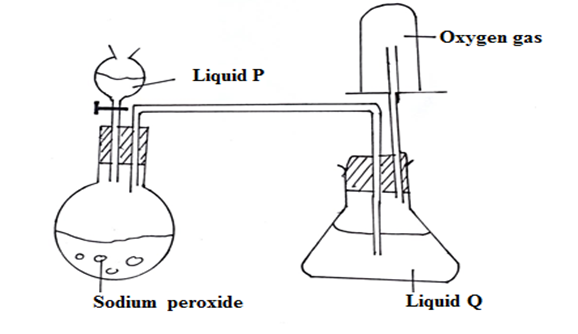 Oxygen gas
Liquid P
Sodium peroxide
Liquid Q